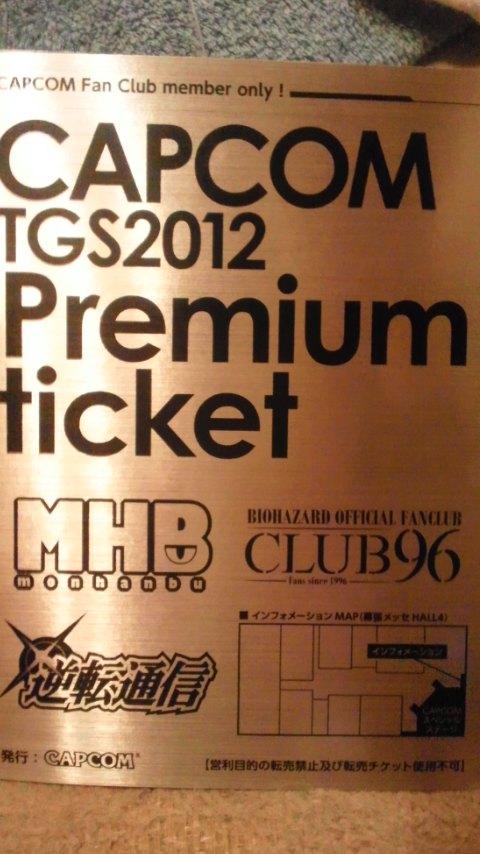 CAPCOM Fan Club member only !
CAPCOM
TGS2012
Premium
ticket
MHB
monhanbu
BIOHAZARD OFFICIAL FANCLUB
CLUB96
Fans since 1996
逆転通信
■ インフォメーション MAP(幕張メッセ HALL4)
インフォメーション
CAPCOM
スペシャル
ステージ
発行：CAPCOM
【営利目的の転売禁止及び転売チケット使用不可】